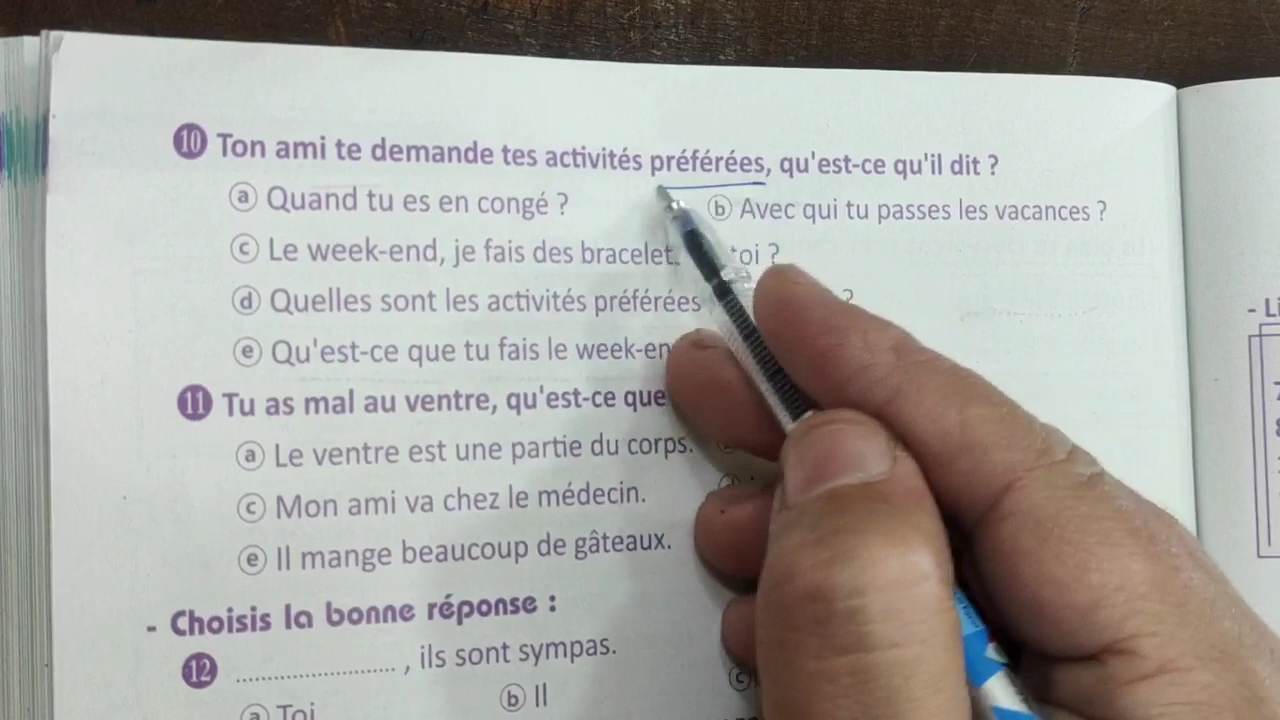 10 Ton ami te demande tes activités préférées, qu'est-ce qu'il dit ?
a Quand tu es en congé ? b Avec qui tu passes les vacances ?
c Le week-end, je fais des bracelet toi ?
d Quelles sont les activités préférées ?
e Qu'est-ce que tu fais le week-en
11 Tu as mal au ventre, qu'est-ce que
a Le ventre est une partie du corps.
c Mon ami va chez le médecin.
e Il mange beaucoup de gâteaux.
- Choisis la bonne réponse :
12 .............................. , ils sont sympas.
a Toi b Il c
- Li